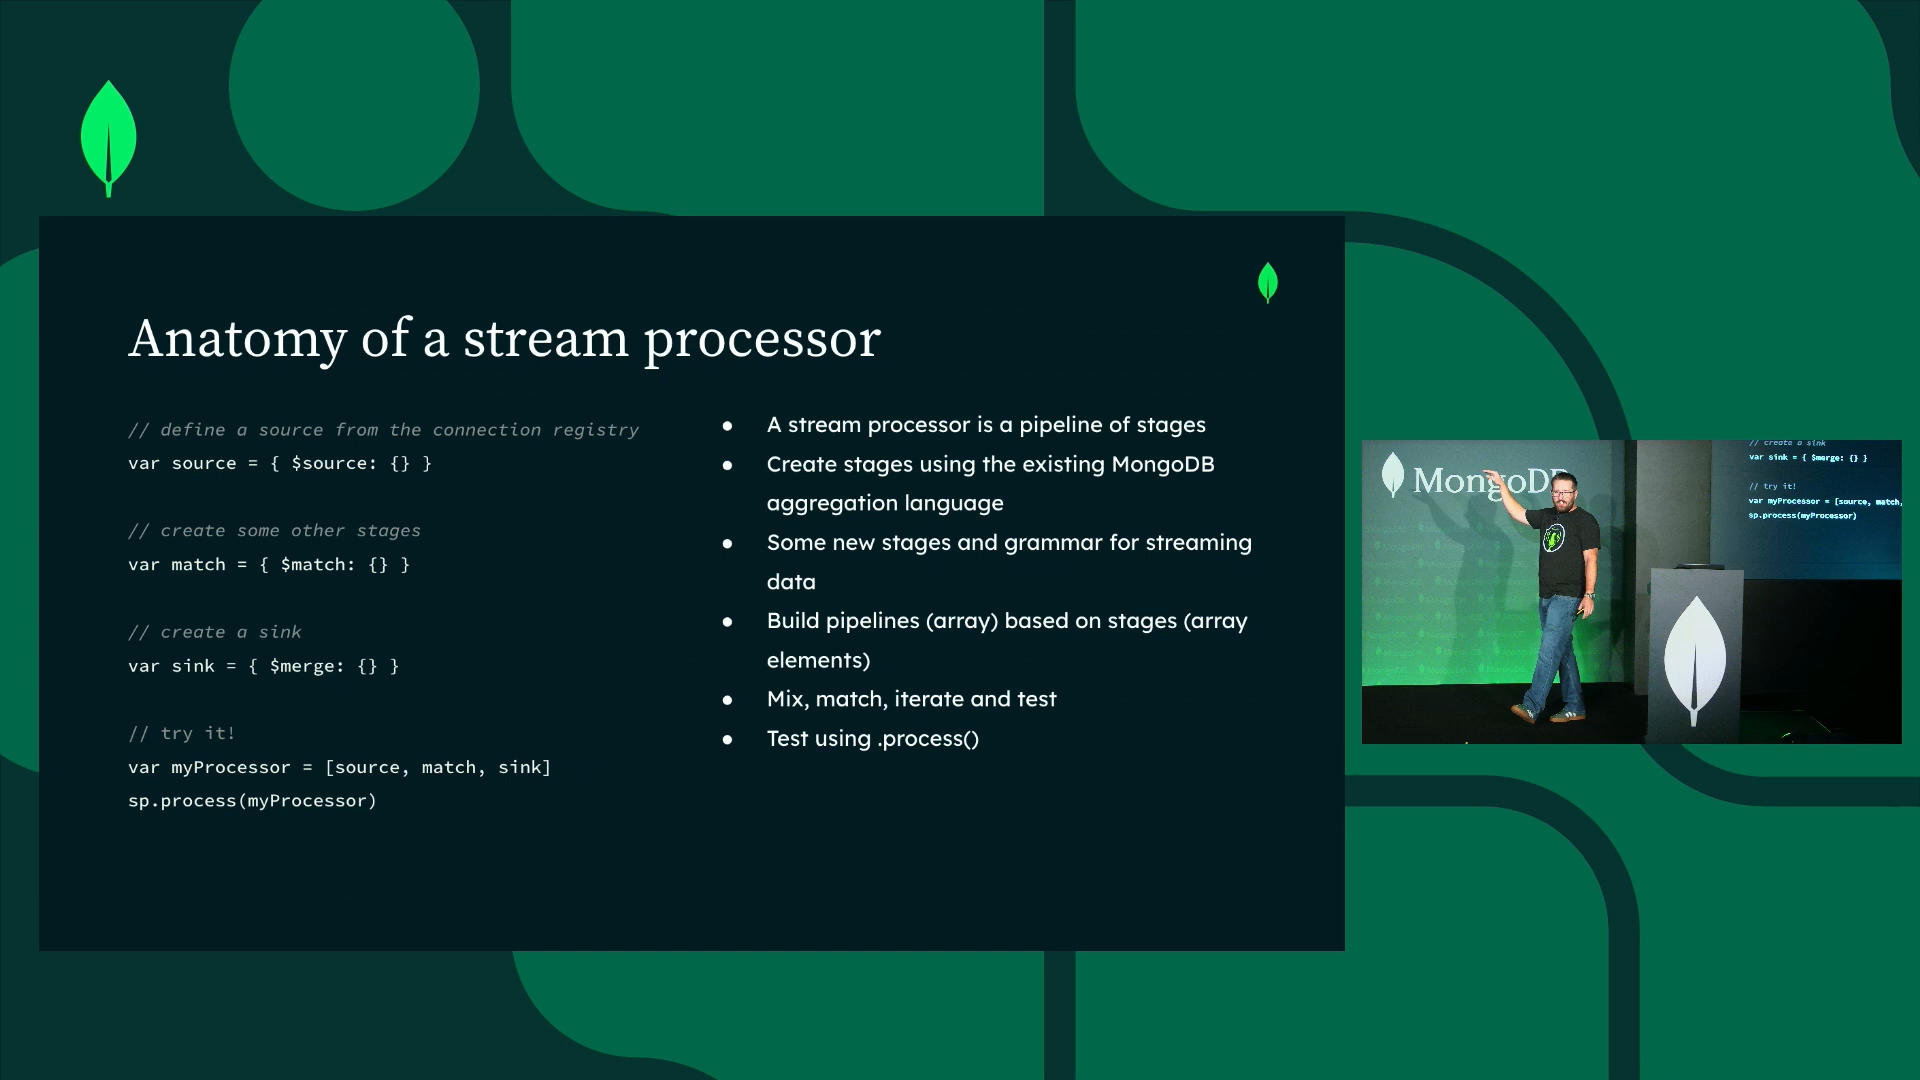 Anatomy of a stream processor
// define a source from the connection registry
var source = { $source: {} }
// create some other stages
var match = { $match: {} }
// create a sink
var sink = { $merge: {} }
// try it!
var myProcessor = [source, match, sink]
sp.process(myProcessor)
● A stream processor is a pipeline of stages
● Create stages using the existing MongoDB
aggregation language
● Some new stages and grammar for streaming
data
● Build pipelines (array) based on stages (array
elements)
● Mix, match, iterate and test
● Test using .process()
MongoDB
// create a sink
var sink = { $merge: {} }
// try it!
var myProcessor = [source, match,
sp.process(myProcessor)